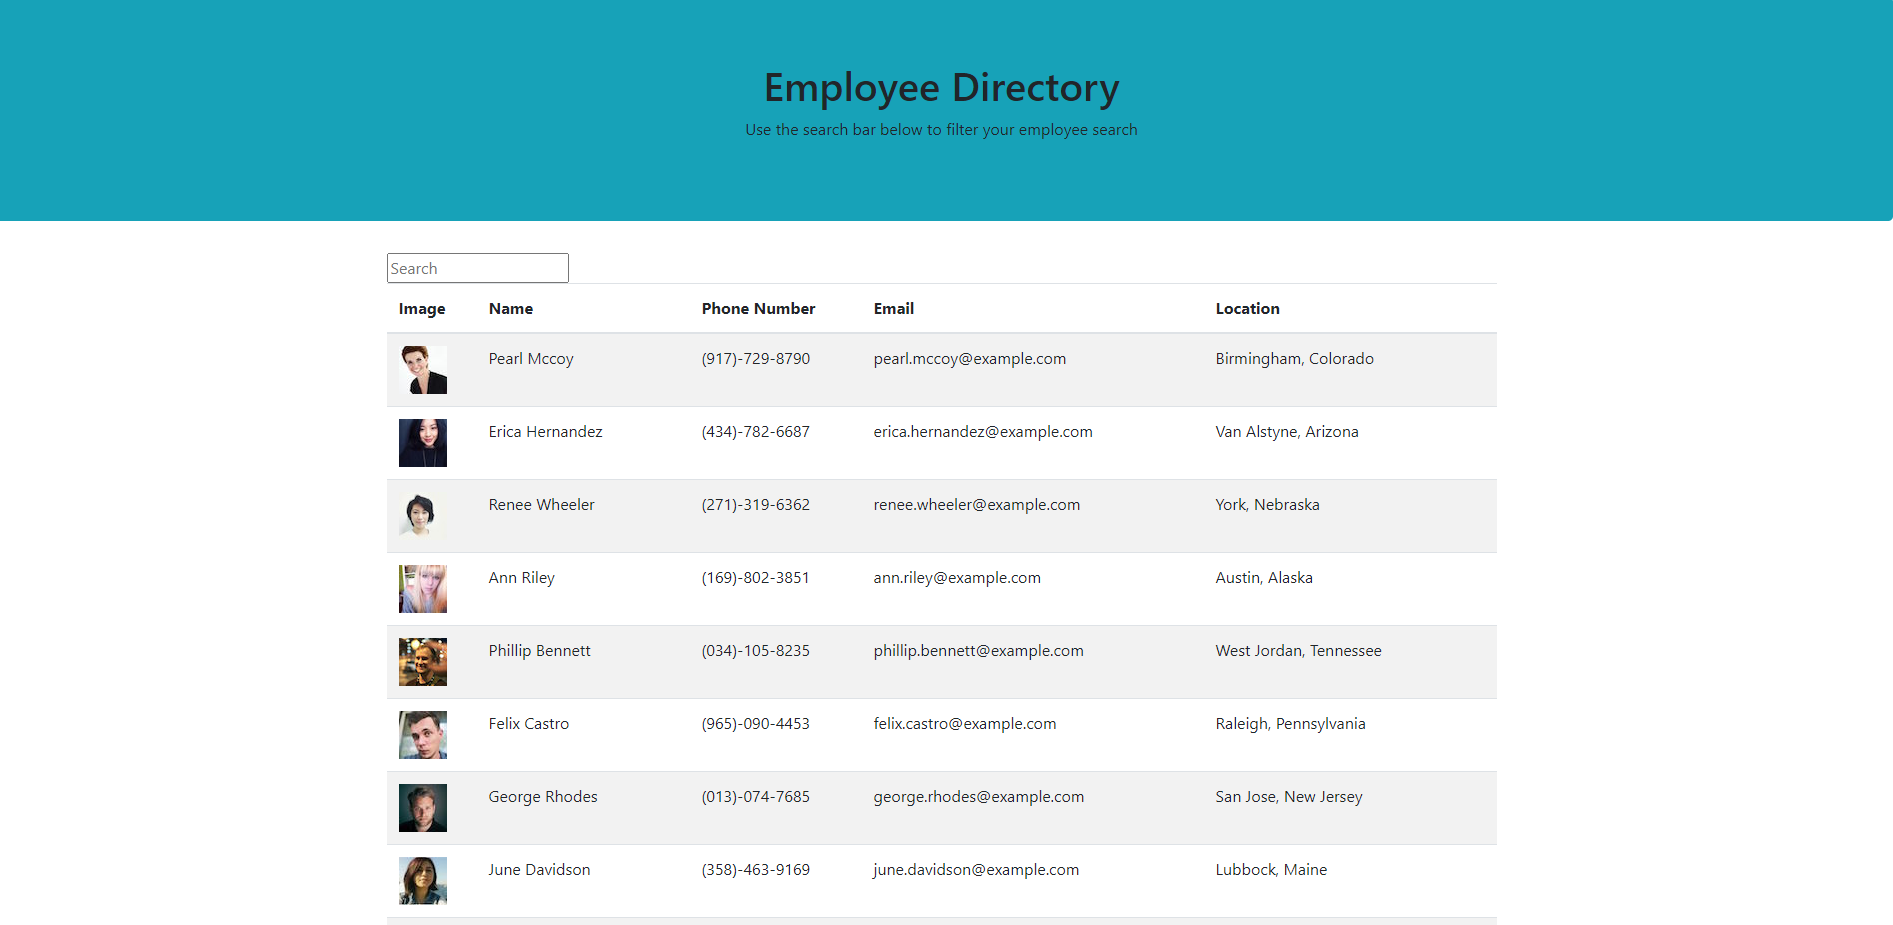 Employee Directory
Use the search bar below to filter your employee search
Search
Image Name Phone Number Email Location
Pearl Mccoy (917)-729-8790 pearl.mccoy@example.com Birmingham, Colorado
Erica Hernandez (434)-782-6687 erica.hernandez@example.com Van Alstyne, Arizona
Renee Wheeler (271)-319-6362 renee.wheeler@example.com York, Nebraska
Ann Riley (169)-802-3851 ann.riley@example.com Austin, Alaska
Phillip Bennett (034)-105-8235 phillip.bennett@example.com West Jordan, Tennessee
Felix Castro (965)-090-4453 felix.castro@example.com Raleigh, Pennsylvania
George Rhodes (013)-074-7685 george.rhodes@example.com San Jose, New Jersey
June Davidson (358)-463-9169 june.davidson@example.com Lubbock, Maine